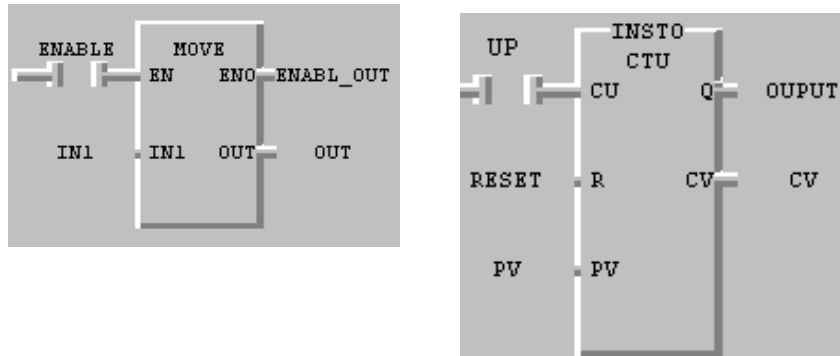 ENABLE MOVE
EN ENO ENABL_OUT
IN1 IN1 OUT OUT
INSTO
UP CTU
CU Q OUPUT
RESET R CV CV
PV PV